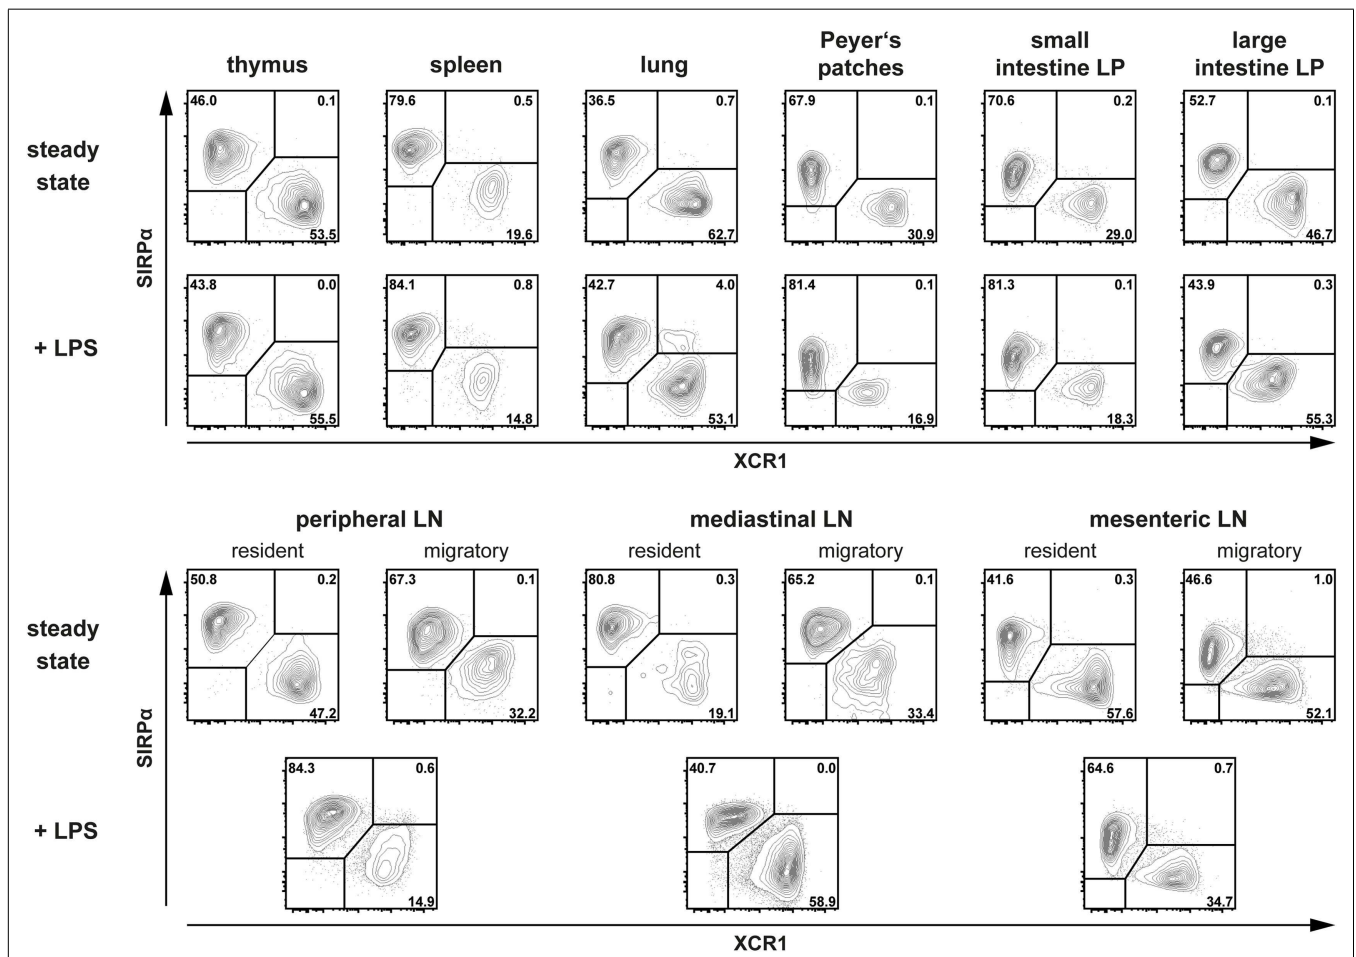 thymus spleen lung Peyer‘s patches small intestine LP large intestine LP
steady state
46.0 0.1 79.6 0.5 36.5 0.7 67.9 0.1 70.6 0.2 52.7 0.1
53.5 19.6 62.7 30.9 29.0 46.7
SIRPα
+ LPS
43.8 0.0 84.1 0.8 42.7 4.0 81.4 0.1 81.3 0.1 43.9 0.3
55.5 14.8 53.1 16.9 18.3 55.3
XCR1
peripheral LN mediastinal LN mesenteric LN
resident migratory resident migratory resident migratory
steady state
50.8 0.2 67.3 0.1 80.8 0.3 65.2 0.1 41.6 0.3 46.6 1.0
47.2 32.2 19.1 33.4 57.6 52.1
SIRPα
+ LPS
84.3 0.6 40.7 0.0 64.6 0.7
14.9 58.9 34.7
XCR1